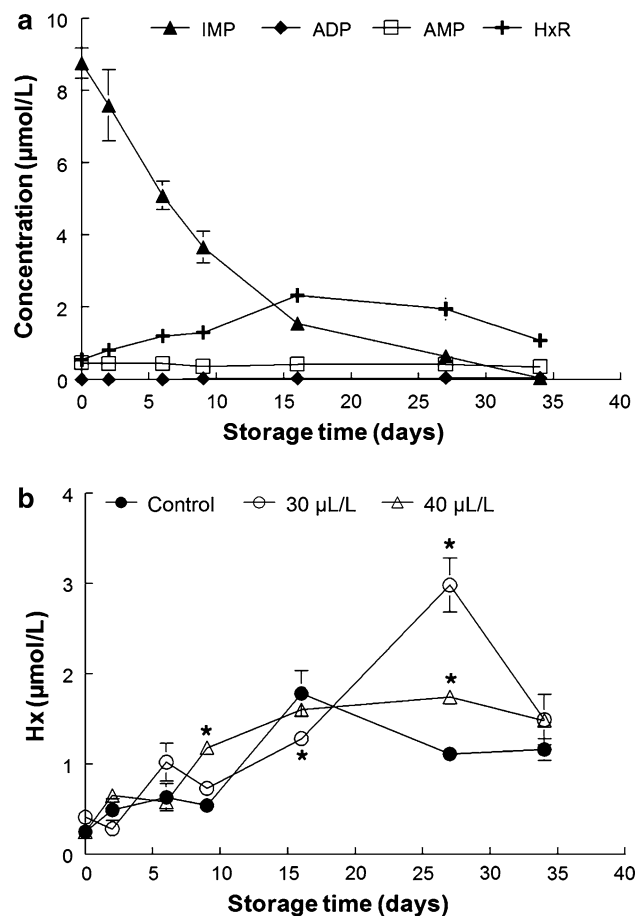 a
IMP ADP AMP HxR
10
8
6
4
2
0
Concentration (μmol/L)
0 5 10 15 20 25 30 35 40
Storage time (days)
b
Control 30 μL/L 40 μL/L
4
3
2
1
0
Hx (μmol/L)
* * * *
0 5 10 15 20 25 30 35 40
Storage time (days)